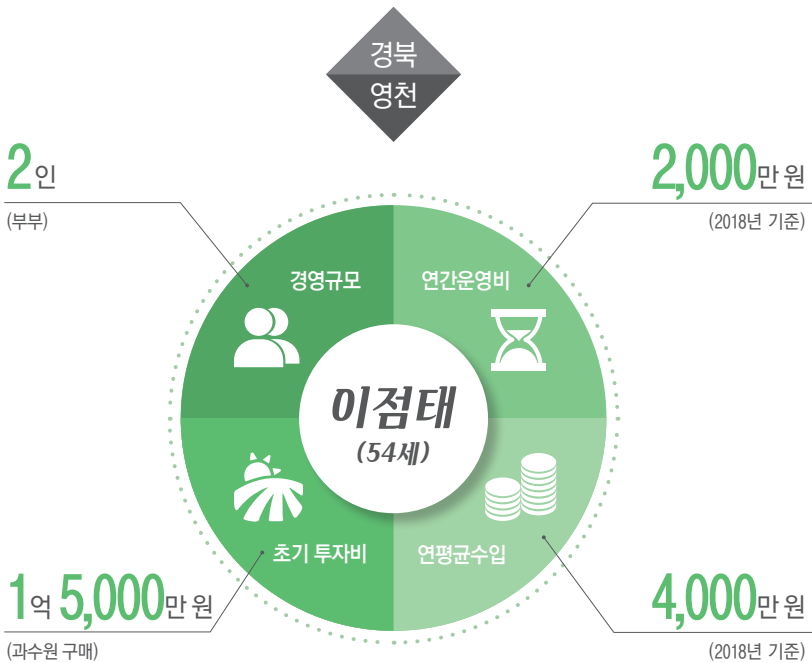 경북
영천
2인
(부부)
2,000만 원
(2018년 기준)
경영규모
연간운영비
이점태
(54세)
초기 투자비
연평균수입
1억 5,000만 원
(과수원 구매)
4,000만 원
(2018년 기준)